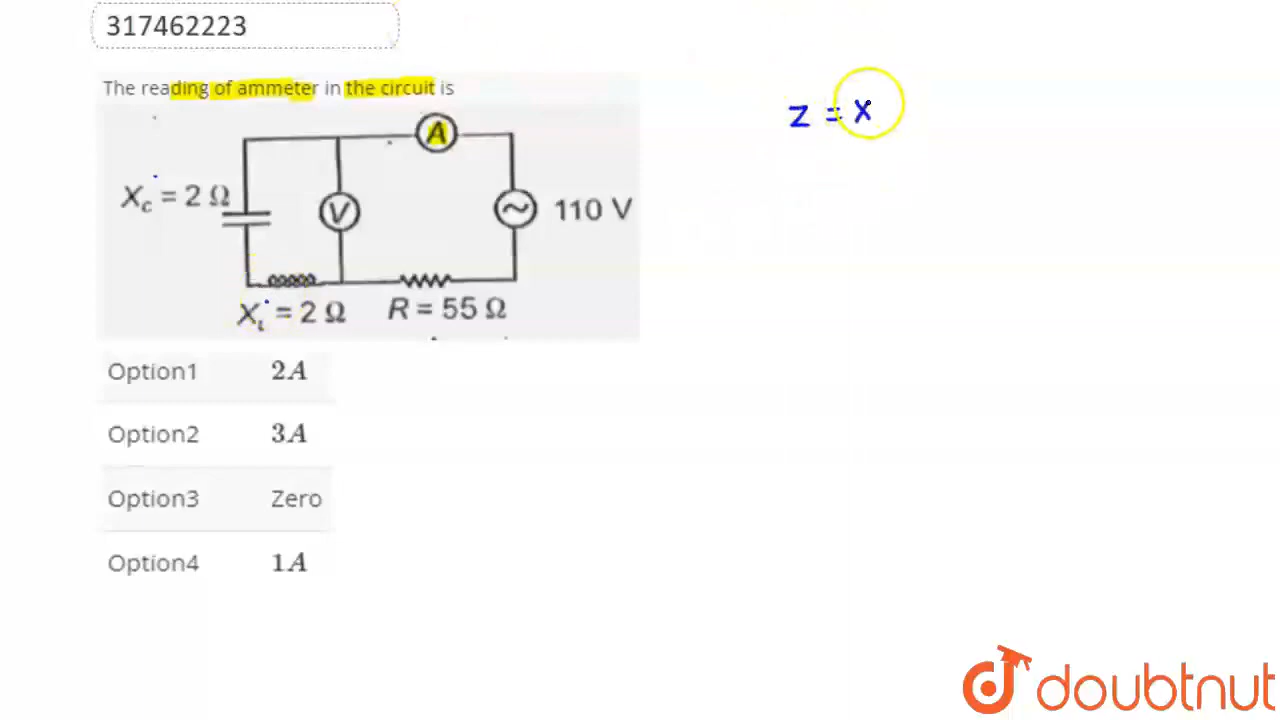 317462223
The reading of ammeter in the circuit is
Z = X
A
X_c = 2 Ω
V
~
110 V
X_L = 2 Ω
R = 55 Ω
Option1 2A
Option2 3A
Option3 Zero
Option4 1A
doubtnut